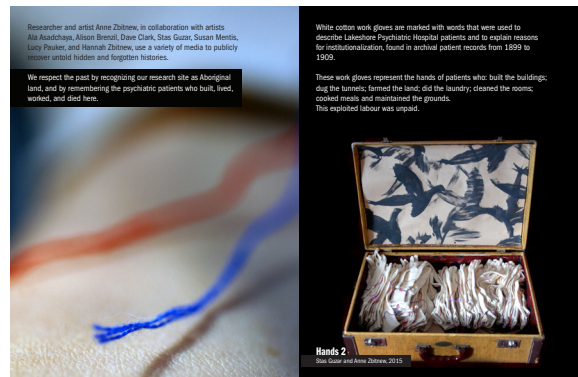 Researcher and artist Anne Zbitnew, in collaboration with artists
Ala Asadchaya, Alison Brenzil, Dave Clark, Stas Guzar, Susan Mentis,
Lucy Pauker, and Hannah Zbitnew, use a variety of media to publicly
recover untold hidden and forgotten histories.
We respect the past by recognizing our research site as Aboriginal
land, and by remembering the psychiatric patients who built, lived,
worked, and died here.
White cotton work gloves are marked with words that were used to
describe Lakeshore Psychiatric Hospital patients and to explain reasons
for institutionalization, found in archival patient records from 1899 to
1909.
These work gloves represent the hands of patients who: built the buildings;
dug the tunnels; farmed the land; did the laundry; cleaned the rooms;
cooked meals and maintained the grounds.
This exploited labour was unpaid.
Hands 2
Stas Guzar and Anne Zbitnew, 2015